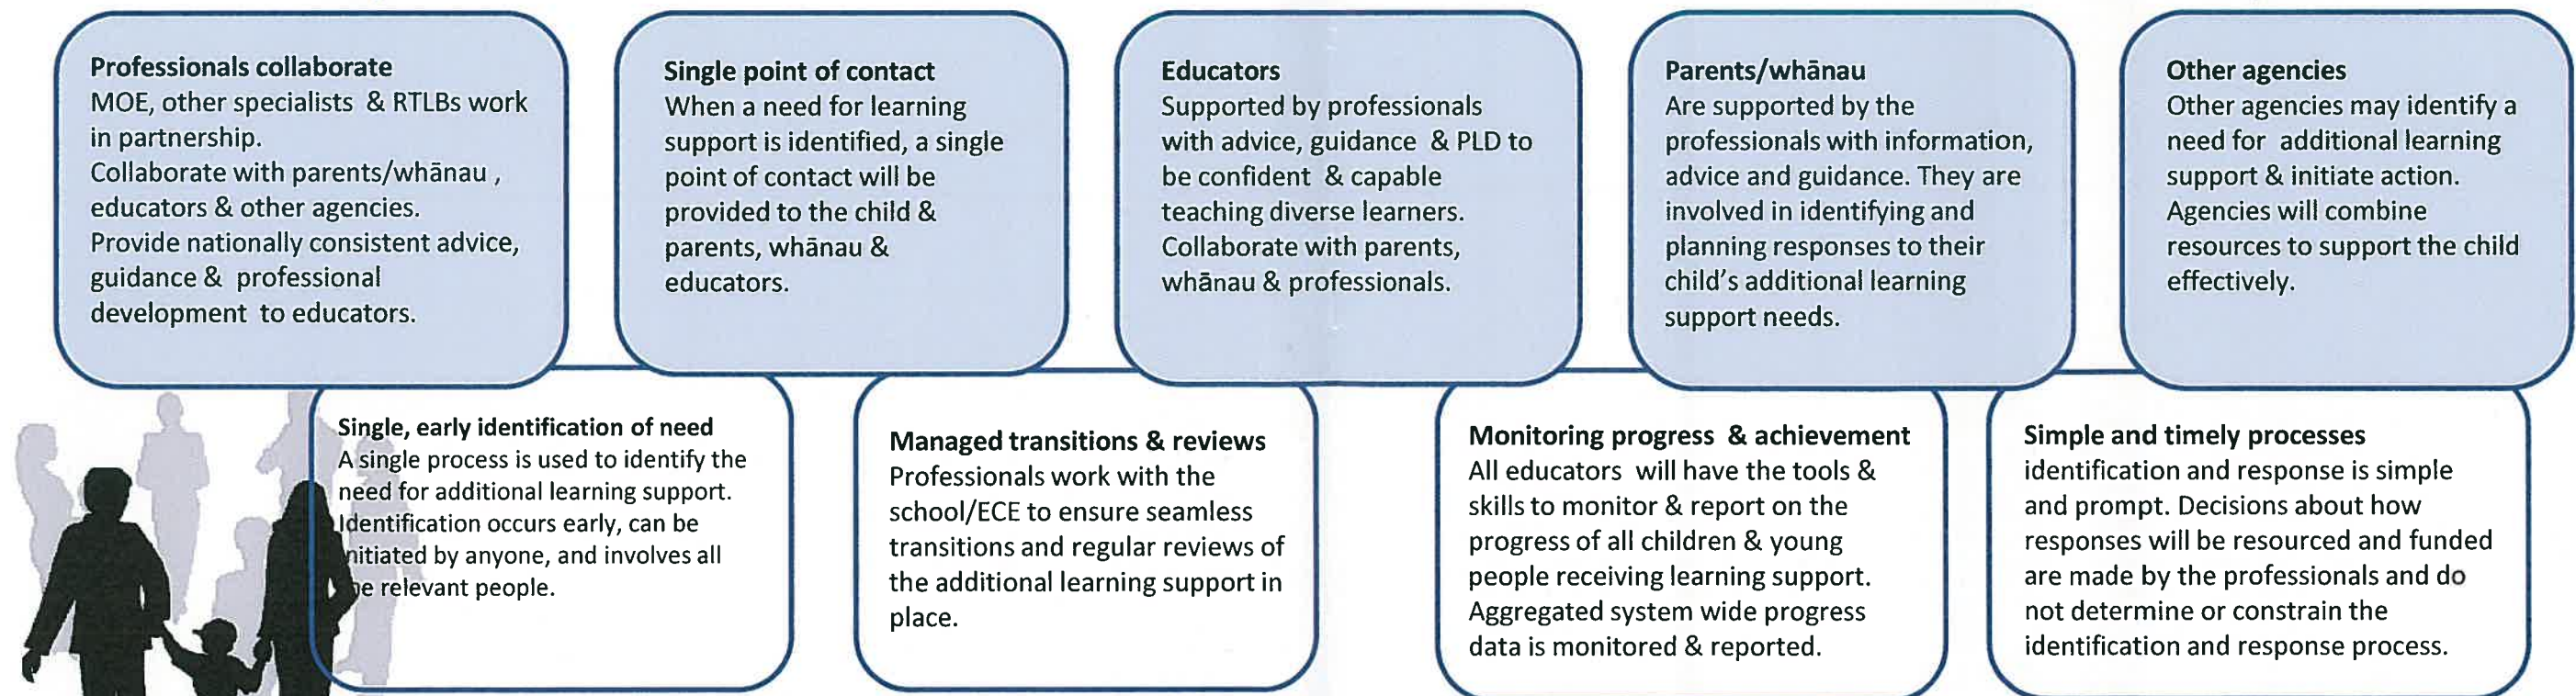 Professionals collaborate
MOE, other specialists & RTLBs work
in partnership.
Collaborate with parents/whānau ,
educators & other agencies.
Provide nationally consistent advice,
guidance & professional
development to educators.
Single point of contact
When a need for learning
support is identified, a single
point of contact will be
provided to the child &
parents, whānau &
educators.
Educators
Supported by professionals
with advice, guidance & PLD to
be confident & capable
teaching diverse learners.
Collaborate with parents,
whānau & professionals.
Parents/whānau
Are supported by the
professionals with information,
advice and guidance. They are
involved in identifying and
planning responses to their
child's additional learning
support needs.
Other agencies
Other agencies may identify a
need for additional learning
support & initiate action.
Agencies will combine
resources to support the child
effectively.
Single, early identification of need
A single process is used to identify the
need for additional learning support.
Identification occurs early, can be
initiated by anyone, and involves all
the relevant people.
Managed transitions & reviews
Professionals work with the
school/ECE to ensure seamless
transitions and regular reviews of
the additional learning support in
place.
Monitoring progress & achievement
All educators will have the tools &
skills to monitor & report on the
progress of all children & young
people receiving learning support.
Aggregated system wide progress
data is monitored & reported.
Simple and timely processes
identification and response is simple
and prompt. Decisions about how
responses will be resourced and funded
are made by the professionals and do
not determine or constrain the
identification and response process.